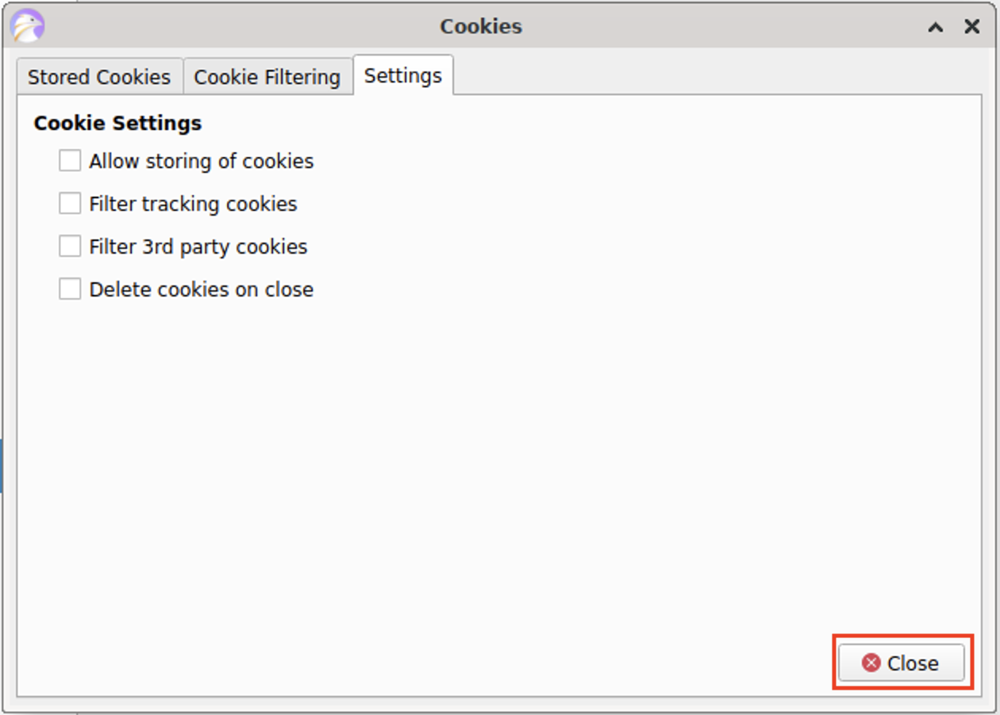 Cookies
Stored Cookies Cookie Filtering Settings
Cookie Settings
Allow storing of cookies
Filter tracking cookies
Filter 3rd party cookies
Delete cookies on close
Close